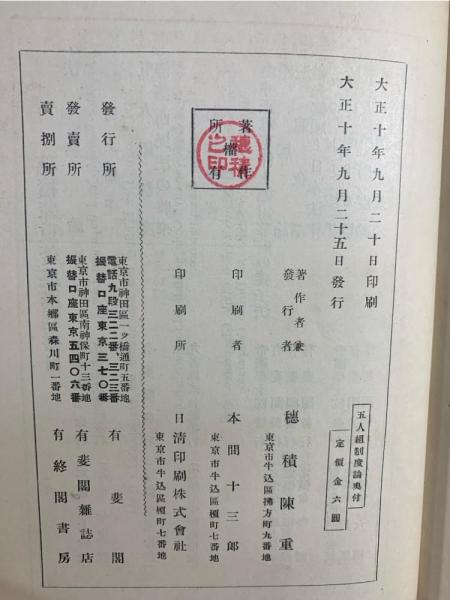 大正十年九月二十日印刷
大正十年九月二十五日發行
五人組制度論奥付
定價金六圓
著作權所有
穗積之印
著作者兼發行者
穗積陳重
東京市牛込區拂方町九番地
印刷者
本間十三郎
東京市牛込區榎町七番地
印刷所
日清印刷株式會社
東京市牛込區榎町七番地
發行所
東京市神田區一ツ橋通町五番地
電話九段三二二番、三二三番
振替口座東京三七〇番
有斐閣
發賣所
東京市神田區南神保町十三番地
振替口座東京五四〇六番
有斐閣雜誌店
賣捌所
東京市本郷區森川町一番地
有終閣書房